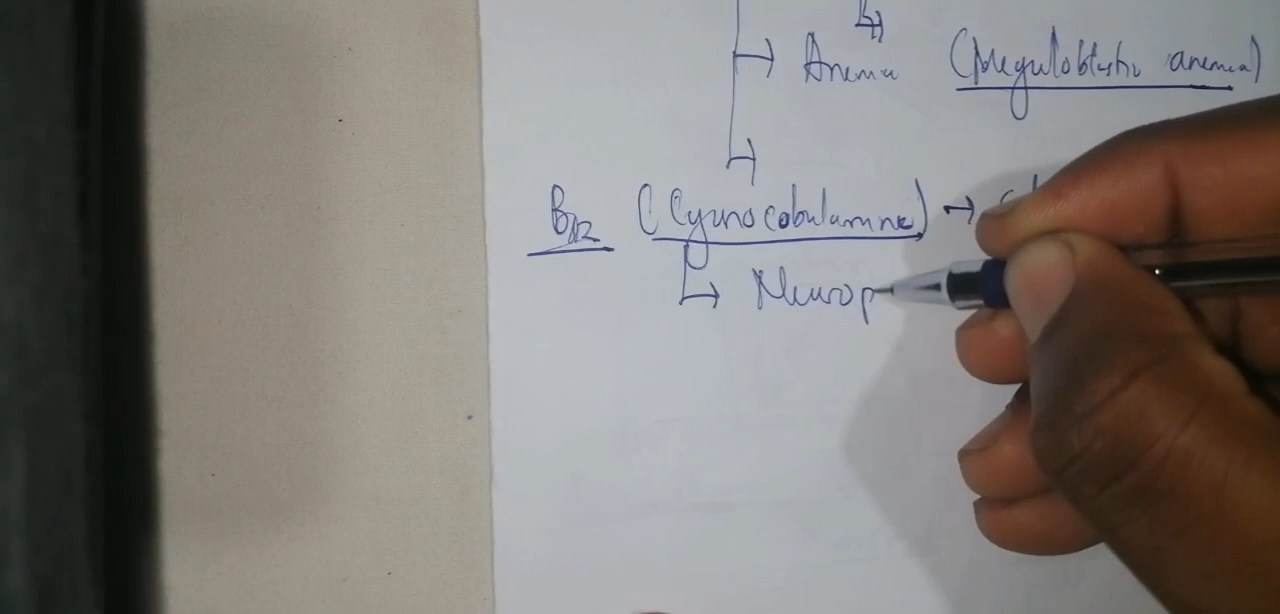 Anemia (Megaloblastic anemia)
B12 (Cyanocobalamine) →
Neurop